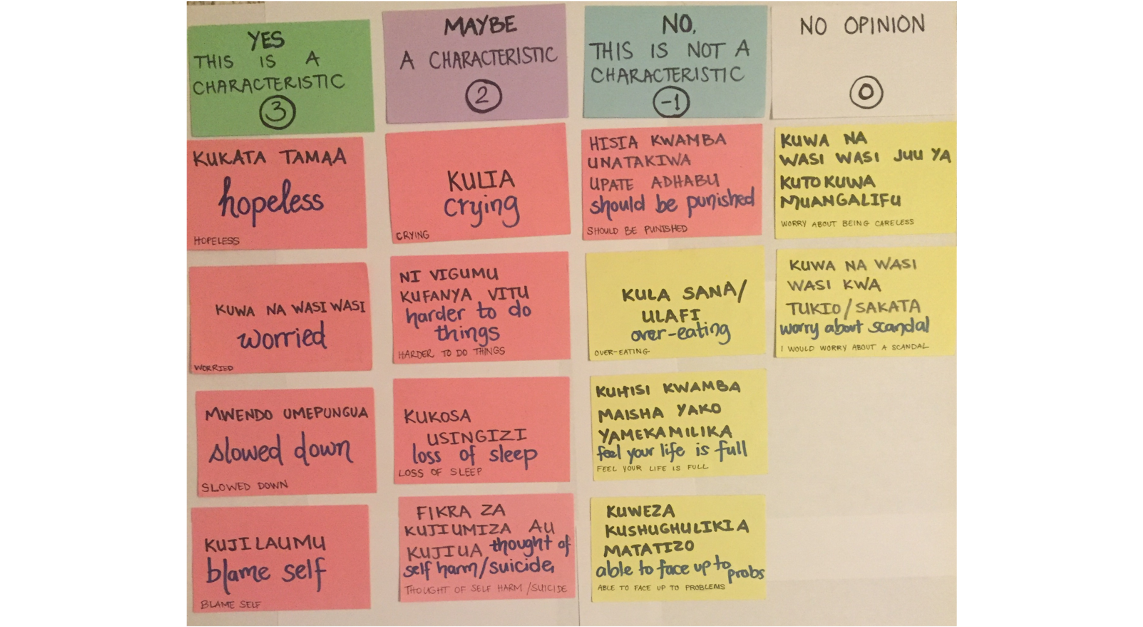 YES
THIS IS A
CHARACTERISTIC
3
MAYBE
A CHARACTERISTIC
2
NO,
THIS IS NOT A
CHARACTERISTIC
-1
NO OPINION
0
KUKATA TAMAA
hopeless
HOPELESS
KULIA
crying
CRYING
HISIA KWAMBA
UNATAKIWA
UPATE ADHABU
should be punished
SHOULD BE PUNISHED
KUWA NA
WASI WASI JUU YA
KUTOKUWA
MUANGALIFU
WORRY ABOUT BEING CARELESS
KUWA NA WASI WASI
worried
WORRIED
NI VIGUMU
KUFANYA VITU
harder to do
things
HARDER TO DO THINGS
KULA SANA/
ULAFI
over-eating
OVER-EATING
KUWA NA WASI
WASI KWA
TUKIO/SAKATA
worry about scandal
I WOULD WORRY ABOUT A SCANDAL
MWENDO UMEPUNGUA
slowed down
SLOWED DOWN
KUKOSA
USINGIZI
loss of sleep
LOSS OF SLEEP
KUHISI KWAMBA
MAISHA YAKO
YAMEKAMILIKA
feel your life is full
FEEL YOUR LIFE IS FULL
KUJILAUMU
blame self
BLAME SELF
FIKRA ZA
KUJIUMIZA AU
KUJIUA thought of
self harm/suicide
THOUGHT OF SELF HARM /SUICIDE
KUWEZA
KUSHUGHULIKIA
MATATIZO
able to face up to probs
ABLE TO FACE UP TO PROBLEMS